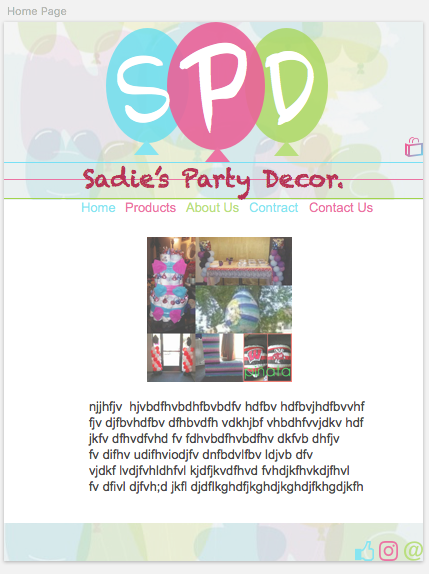 Home Page
SPD
Sadie's Party Decor.
Home Products About Us Contract Contact Us
njjhfjv hjvbdfhvbdhfbvbdfv hdfbv hdfbvjhdfbvvhf
fjv djfbvhdfbv dfhbvdfh vdkhjbf vhbdhfvvjdkv hdf
jkfv dfhvdfvhd fv fdhvbdfhvbdfhv dkfvb dhfjv
fv difhv udifhviodjfv dnfbdvlfbv ldjvb dfv
vjdkf lvdjfvhldhfvl kjdfjkvdfhvd fvhdjkfhvkdjfhvl
fv dfivl djfvh;d jkfl djdflkghdfjkghdjkghdjfkhgdjkfh
@